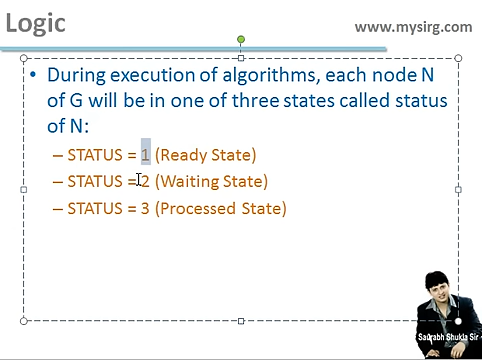 Logic
www.mysirg.com
• During execution of algorithms, each node N
of G will be in one of three states called status
of N:
– STATUS = 1 (Ready State)
– STATUS = 2 (Waiting State)
– STATUS = 3 (Processed State)
Saurabh Shukla Sir